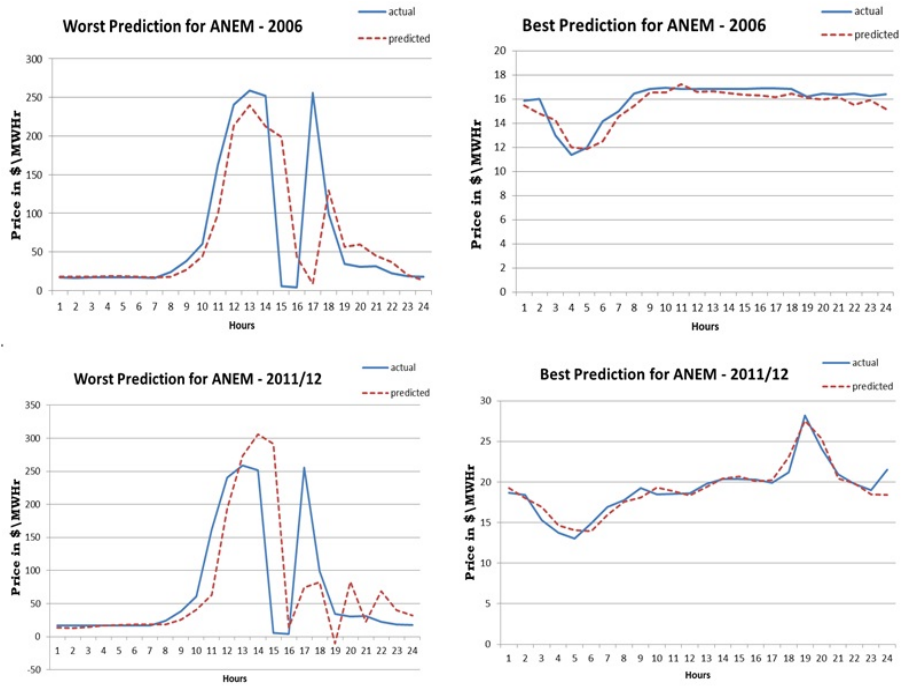 Worst Prediction for ANEM - 2006
actual
predicted
Price in $\MWHr
300
250
200
150
100
50
0
1 2 3 4 5 6 7 8 9 10 11 12 13 14 15 16 17 18 19 20 21 22 23 24
Hours
Best Prediction for ANEM - 2006
actual
predicted
Price in $\MWHr
20
18
16
14
12
10
8
6
4
2
0
1 2 3 4 5 6 7 8 9 10 11 12 13 14 15 16 17 18 19 20 21 22 23 24
Hours
Worst Prediction for ANEM - 2011/12
actual
predicted
Price in $\MWHr
350
300
250
200
150
100
50
0
-50
1 2 3 4 5 6 7 8 9 10 11 12 13 14 15 16 17 18 19 20 21 22 23 24
Hours
Best Prediction for ANEM - 2011/12
actual
predicted
Price in $\MWHr
30
25
20
15
10
5
0
1 2 3 4 5 6 7 8 9 10 11 12 13 14 15 16 17 18 19 20 21 22 23 24
Hours